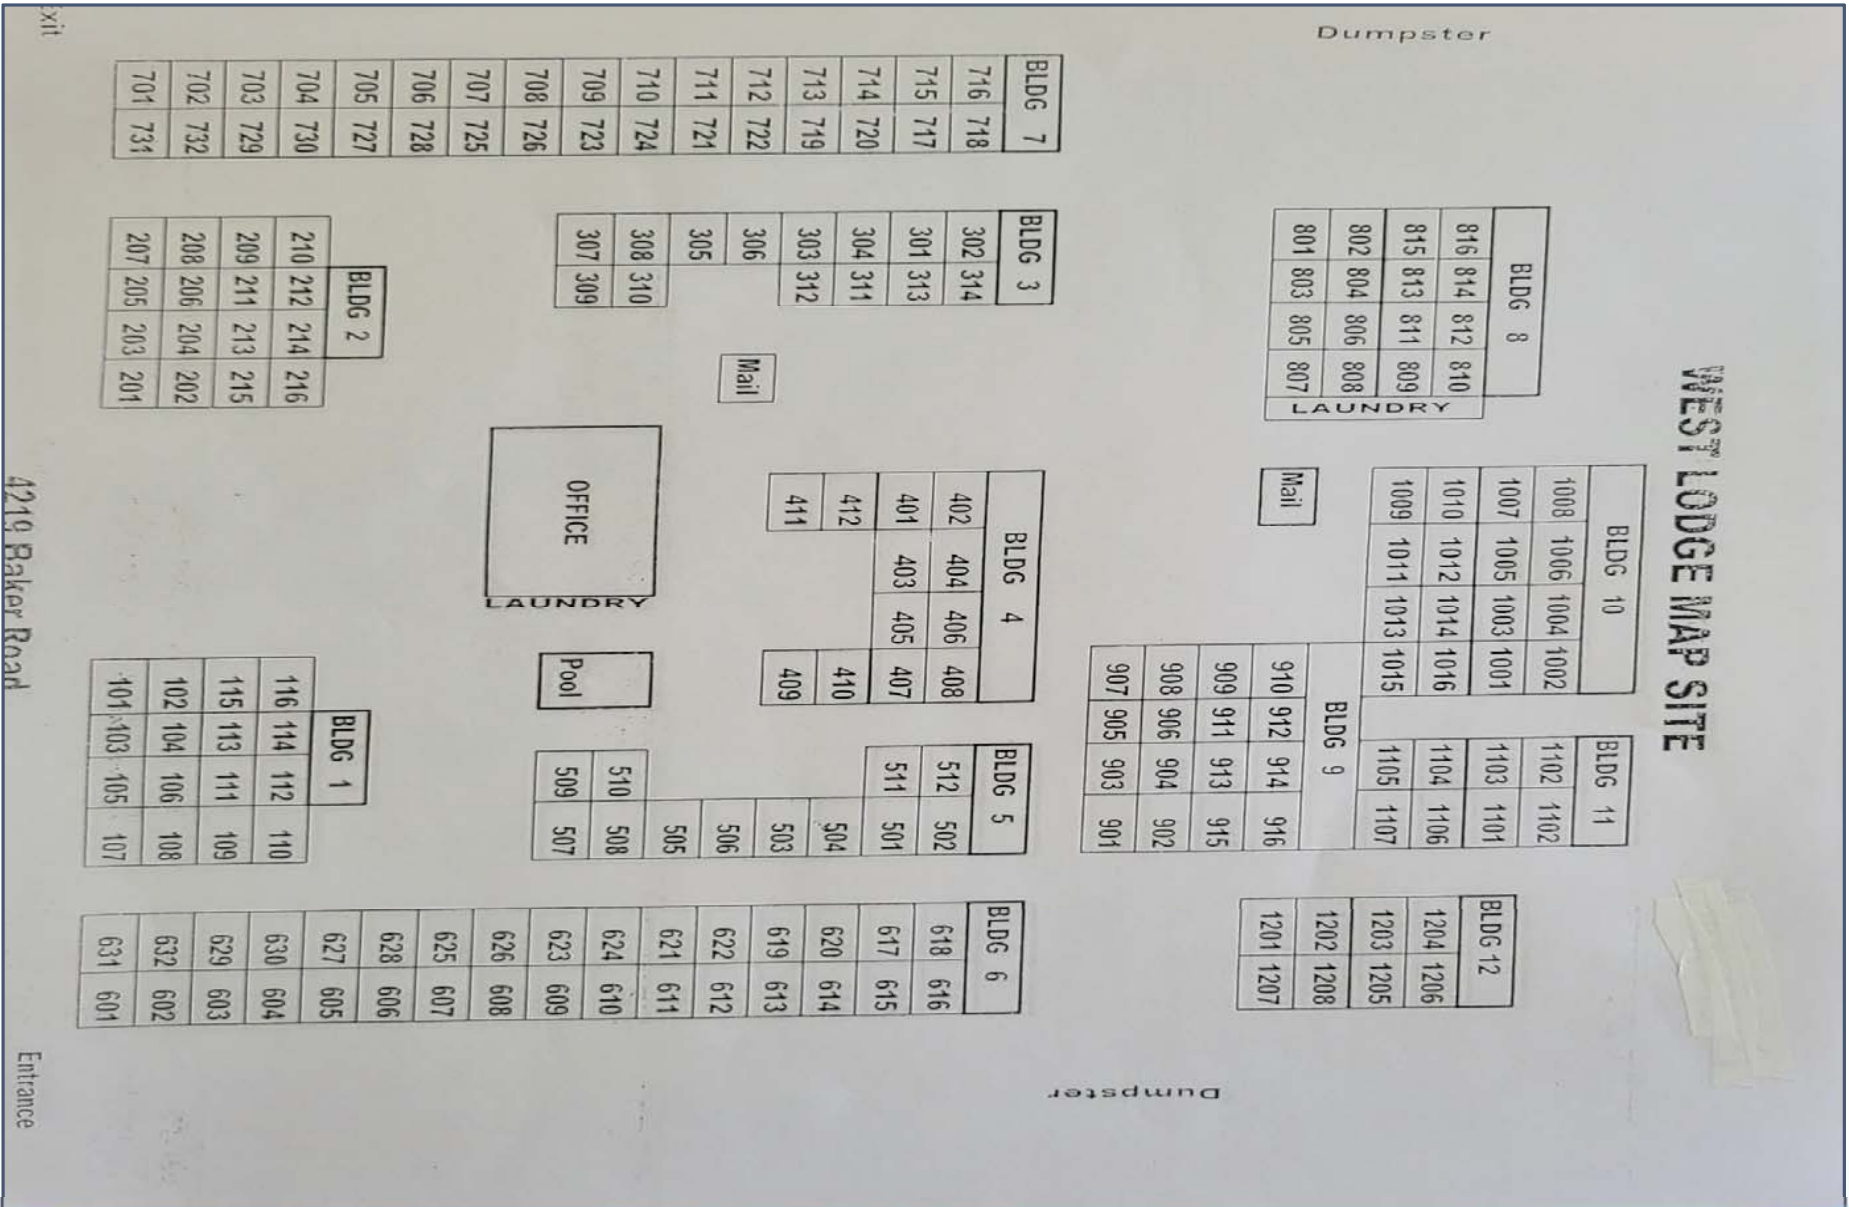 WEST LODGE MAP SITE
Dumpster
BLDG 8
816 814 812 810
815 813 811 809
802 804 806 808
801 803 805 807
LAUNDRY
BLDG 10
1008 1006 1004 1002
1007 1005 1003 1001
1010 1012 1014 1016
1009 1011 1013 1015
Mail
BLDG 11
1102 1102
1103 1101
1104 1106
1105 1107
BLDG 9
910 912 914 916
909 911 913 915
908 906 904 902
907 905 903 901
BLDG 12
1204 1206
1203 1205
1202 1208
1201 1207
Dumpster
BLDG 7
716 718
715 717
714 720
713 719
712 722
711 721
710 724
709 723
708 726
707 725
706 728
705 727
704 730
703 729
702 732
701 731
BLDG 3
302 314
301 313
304 311
303 312
306
305
308 310
307 309
Mail
BLDG 4
402 404 406 408
401 403 405 407
412 410
411 409
BLDG 5
512 502
511 501
504
503
506
505
510 508
509 507
BLDG 6
618 616
617 615
620 614
619 613
622 612
621 611
624 610
623 609
626 608
625 607
628 606
627 605
630 604
629 603
632 602
631 601
OFFICE
LAUNDRY
Pool
BLDG 2
210 212 214 216
209 211 213 215
208 206 204 202
207 205 203 201
BLDG 1
116 114 112 110
115 113 111 109
102 104 106 108
101 103 105 107
xit
4219 Baker Road
Entrance